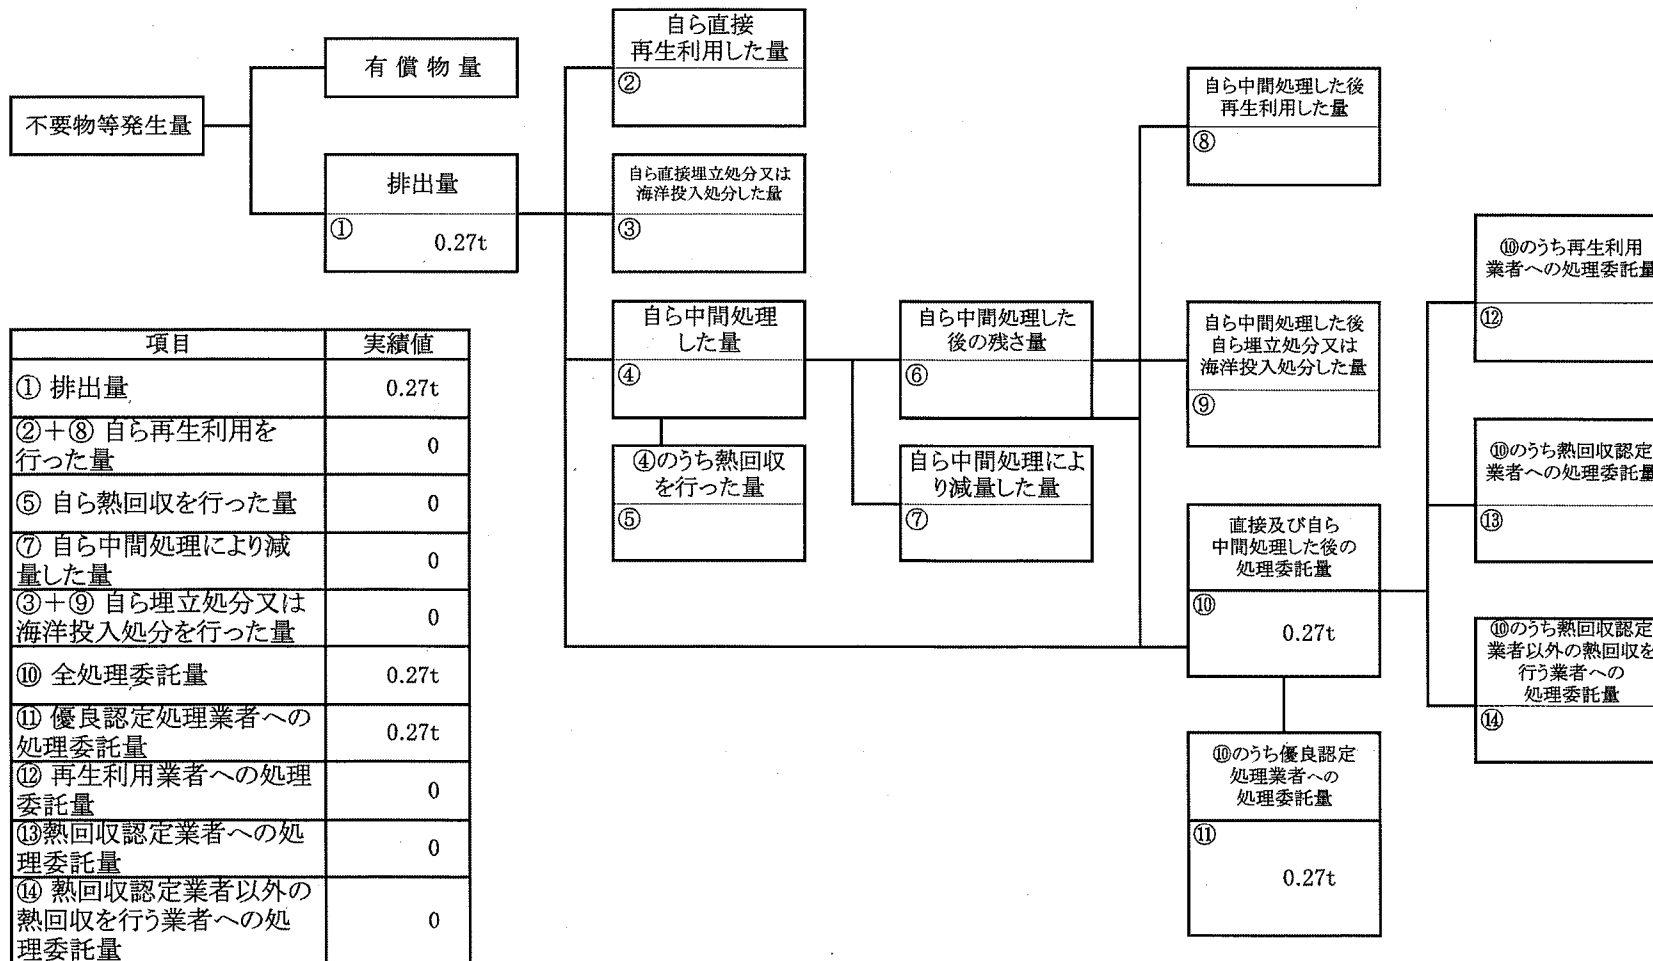 不要物等発生量
有償物量
排出量
①
0.27t
自ら直接
再生利用した量
②
自ら直接埋立処分又は
海洋投入処分した量
③
自ら中間処理
した量
④
④のうち熱回収
を行った量
⑤
自ら中間処理した
後の残さ量
⑥
自ら中間処理によ
り減量した量
⑦
自ら中間処理した後
再生利用した量
⑧
自ら中間処理した後
自ら埋立処分又は
海洋投入処分した量
⑨
直接及び自ら
中間処理した後の
処理委託量
⑩
0.27t
⑩のうち優良認定
処理業者への
処理委託量
⑪
0.27t
⑩のうち再生利用
業者への処理委託量
⑫
⑩のうち熱回収認定
業者への処理委託量
⑬
⑩のうち熱回収認定
業者以外の熱回収を
行う業者への
処理委託量
⑭
項目 実績値
① 排出量 0.27t
②+⑧ 自ら再生利用を
行った量 0
⑤ 自ら熱回収を行った量 0
⑦ 自ら中間処理により減
量した量 0
③+⑨ 自ら埋立処分又は
海洋投入処分を行った量 0
⑩ 全処理委託量 0.27t
⑪ 優良認定処理業者への
処理委託量 0.27t
⑫ 再生利用業者への処理
委託量 0
⑬熱回収認定業者への処
理委託量 0
⑭ 熱回収認定業者以外の
熱回収を行う業者への処
理委託量 0